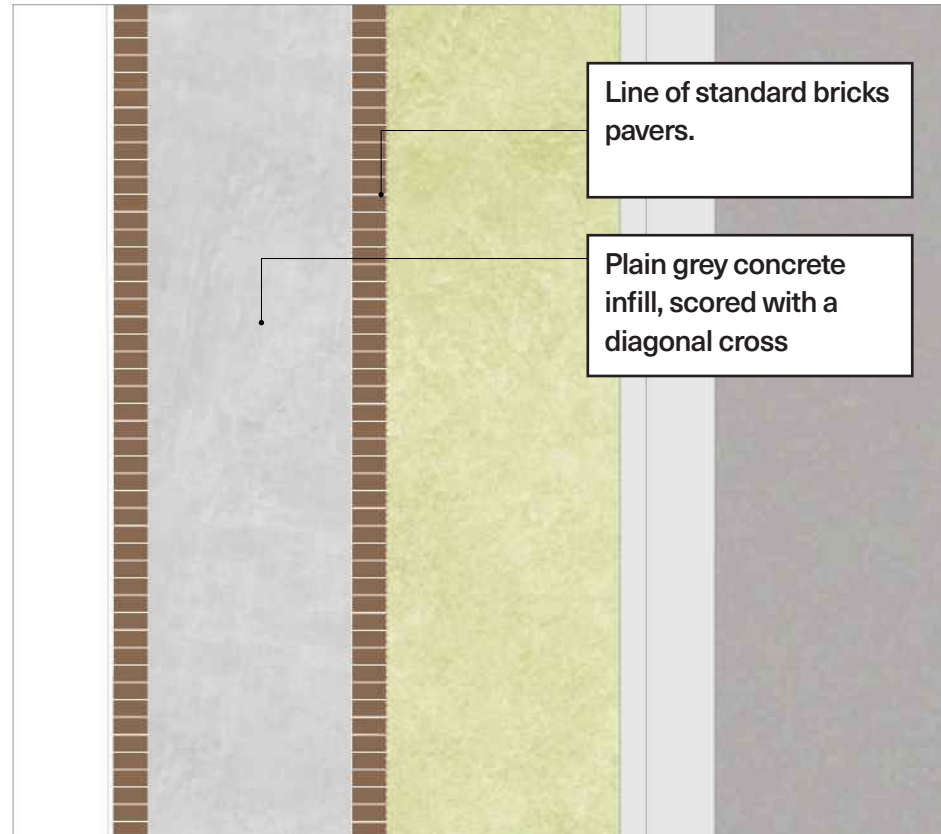 Line of standard bricks
pavers.
Plain grey concrete
infill, scored with a
diagonal cross